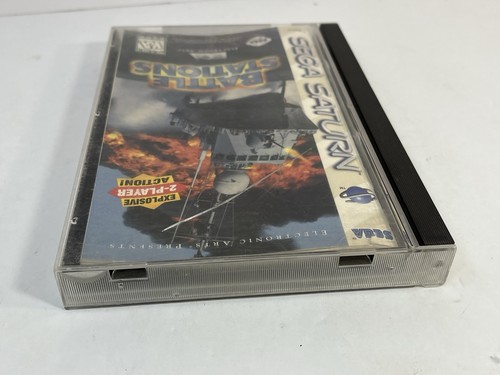 SEGA SATURN
SEGA
ELECTRONIC ARTS PRESENTS
EXPLOSIVE
2-PLAYER
ACTION!
BATTLE
STATIONS